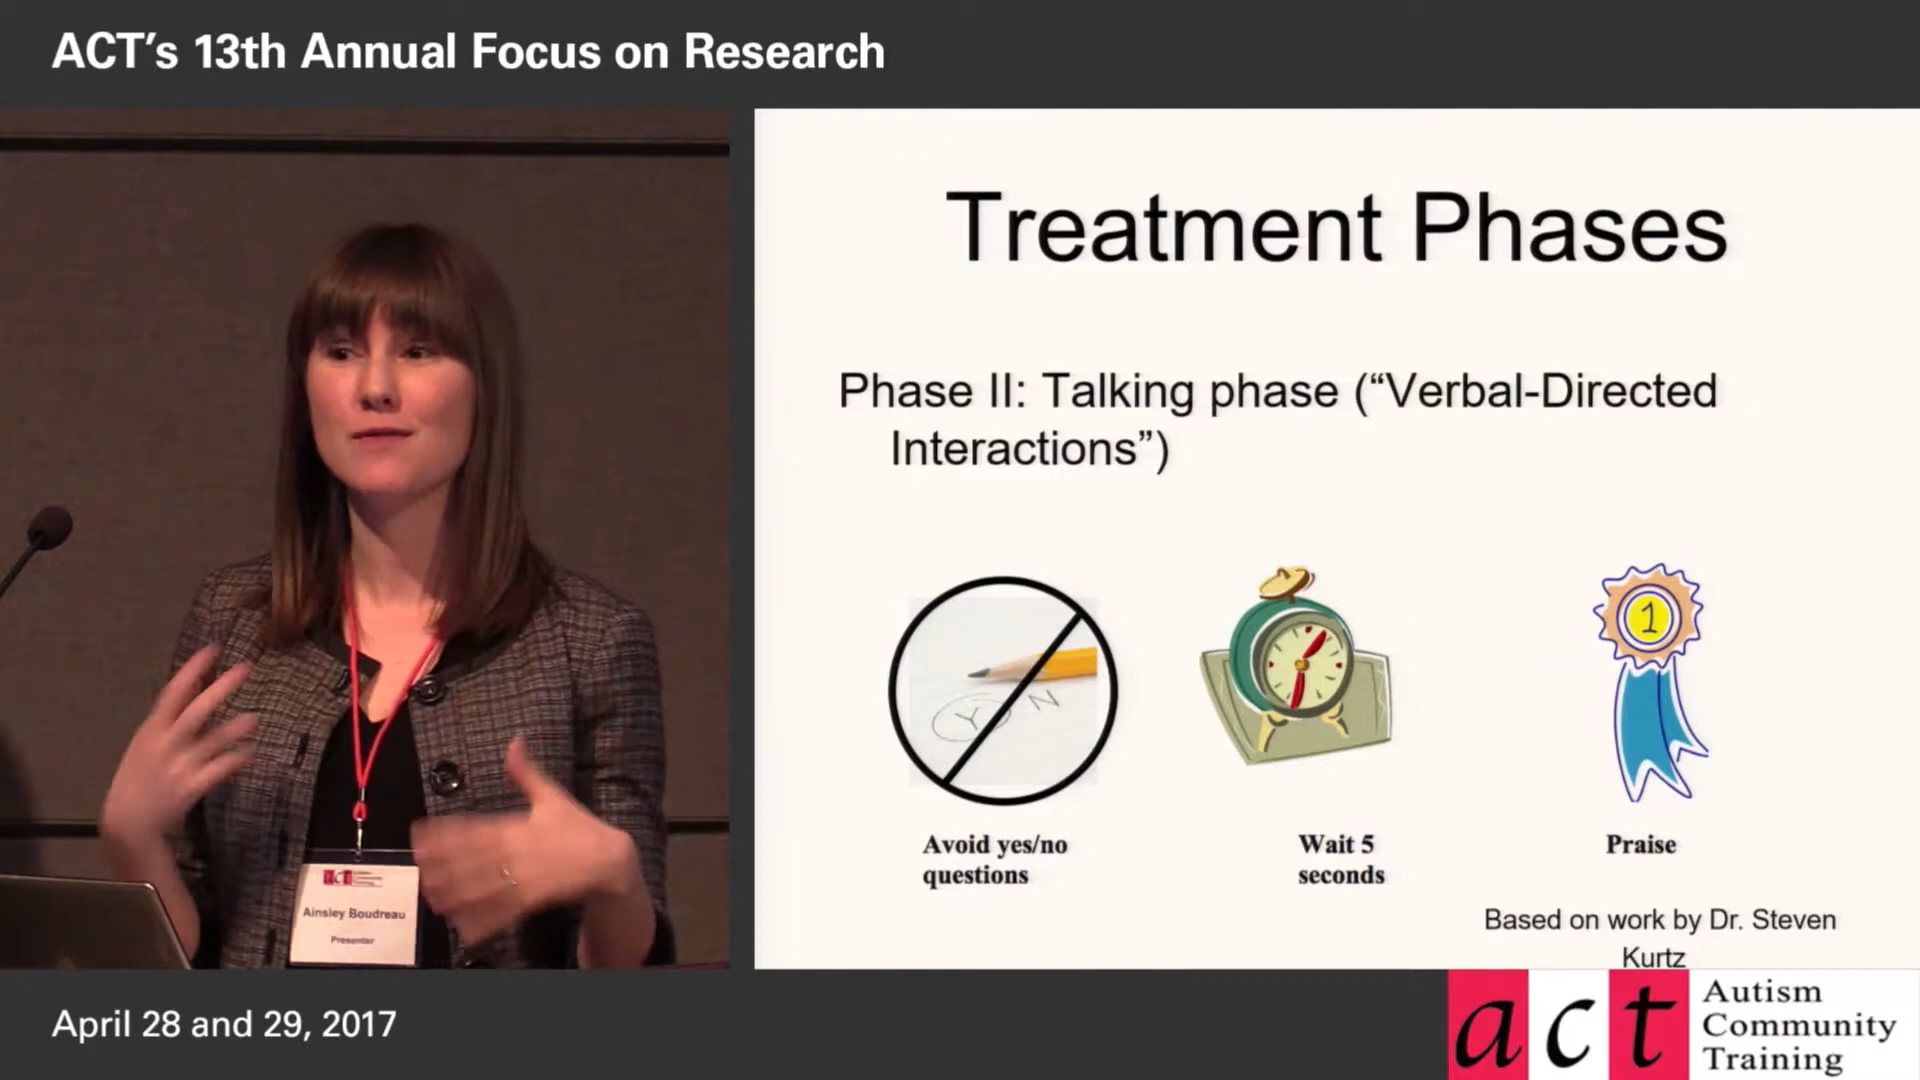 ACT's 13th Annual Focus on Research
Treatment Phases
Phase II: Talking phase (“Verbal-Directed
Interactions”)
Y N
1
Avoid yes/no
questions
Wait 5
seconds
Praise
Based on work by Dr. Steven
Kurtz
act
Ainsley Boudreau
Presenter
April 28 and 29, 2017
act
Autism
Community
Training